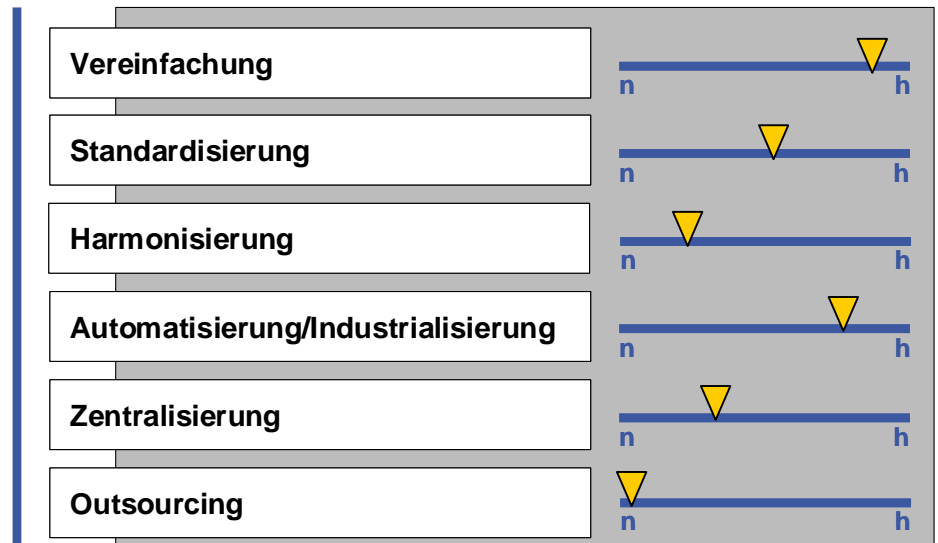 Vereinfachung
n h
Standardisierung
n h
Harmonisierung
n h
Automatisierung/Industrialisierung
n h
Zentralisierung
n h
Outsourcing
n h